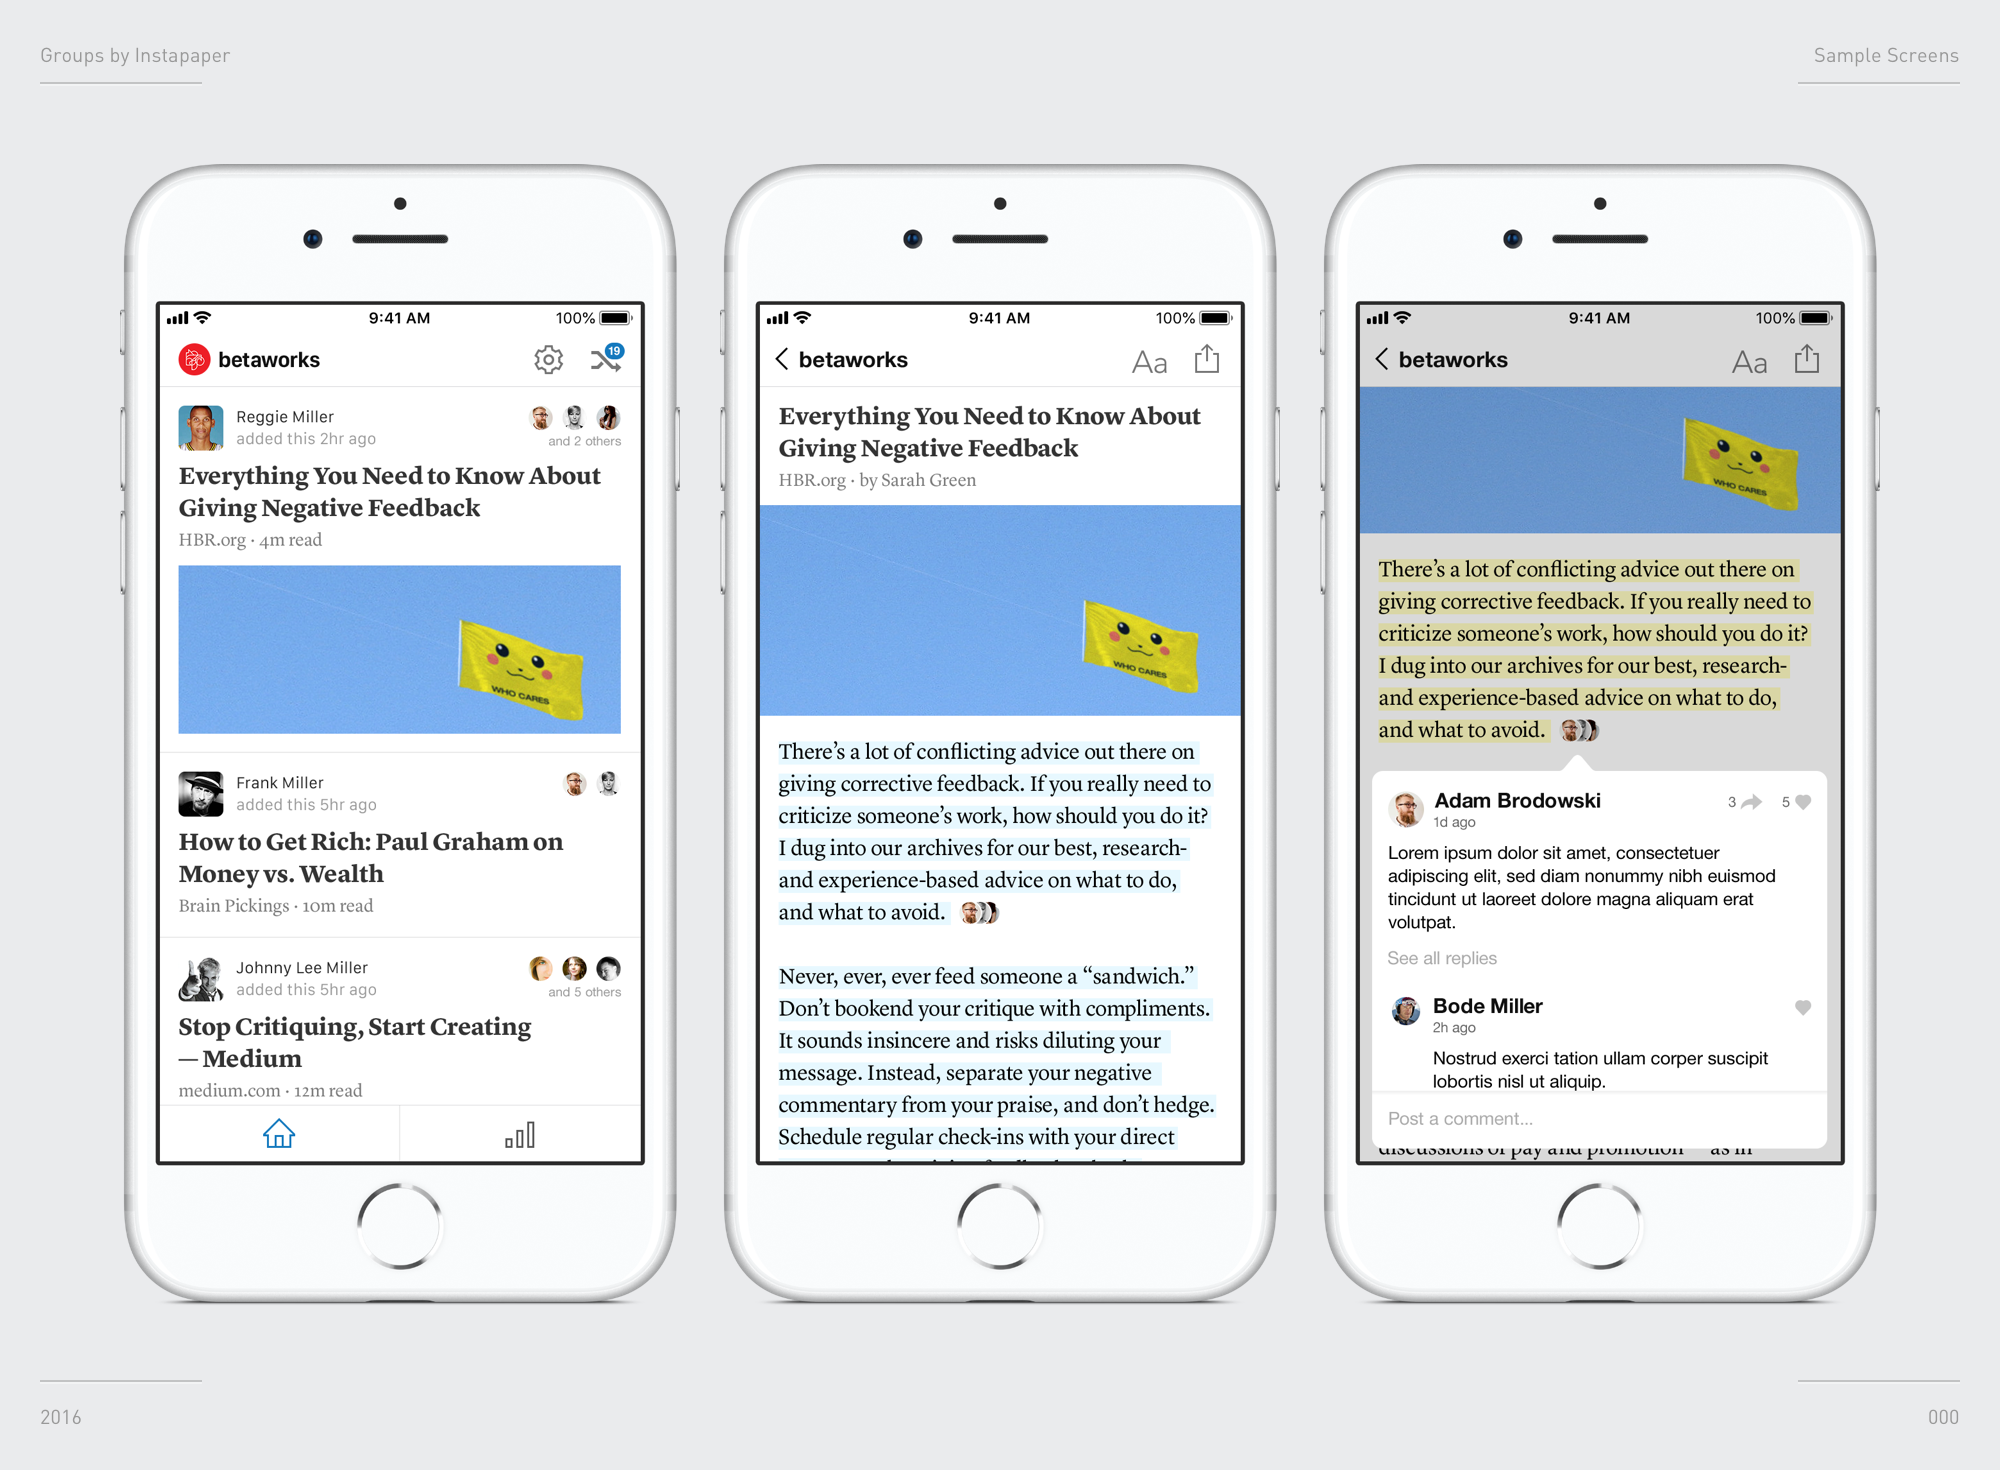 Groups by Instapaper
Sample Screens
9:41 AM
100%
betaworks
19
Reggie Miller
added this 2hr ago
and 2 others
Everything You Need to Know About
Giving Negative Feedback
HBR.org · 4m read
WHO CARES
Frank Miller
added this 5hr ago
How to Get Rich: Paul Graham on
Money vs. Wealth
Brain Pickings · 10m read
Johnny Lee Miller
added this 5hr ago
and 5 others
Stop Critiquing, Start Creating
— Medium
medium.com · 12m read
9:41 AM
100%
betaworks
Aa
Everything You Need to Know About
Giving Negative Feedback
HBR.org · by Sarah Green
WHO CARES
There’s a lot of conflicting advice out there on
giving corrective feedback. If you really need to
criticize someone’s work, how should you do it?
I dug into our archives for our best, research-
and experience-based advice on what to do,
and what to avoid.
Never, ever, ever feed someone a “sandwich.”
Don’t bookend your critique with compliments.
It sounds insincere and risks diluting your
message. Instead, separate your negative
commentary from your praise, and don’t hedge.
Schedule regular check-ins with your direct
9:41 AM
100%
betaworks
Aa
WHO CARES
There’s a lot of conflicting advice out there on
giving corrective feedback. If you really need to
criticize someone’s work, how should you do it?
I dug into our archives for our best, research-
and experience-based advice on what to do,
and what to avoid.
Adam Brodowski
3
5
1d ago
Lorem ipsum dolor sit amet, consectetuer
adipiscing elit, sed diam nonummy nibh euismod
tincidunt ut laoreet dolore magna aliquam erat
volutpat.
See all replies
Bode Miller
2h ago
Nostrud exerci tation ullam corper suscipit
lobortis nisl ut aliquip.
Post a comment...
discussions of pay and promotion — as in
2016
000